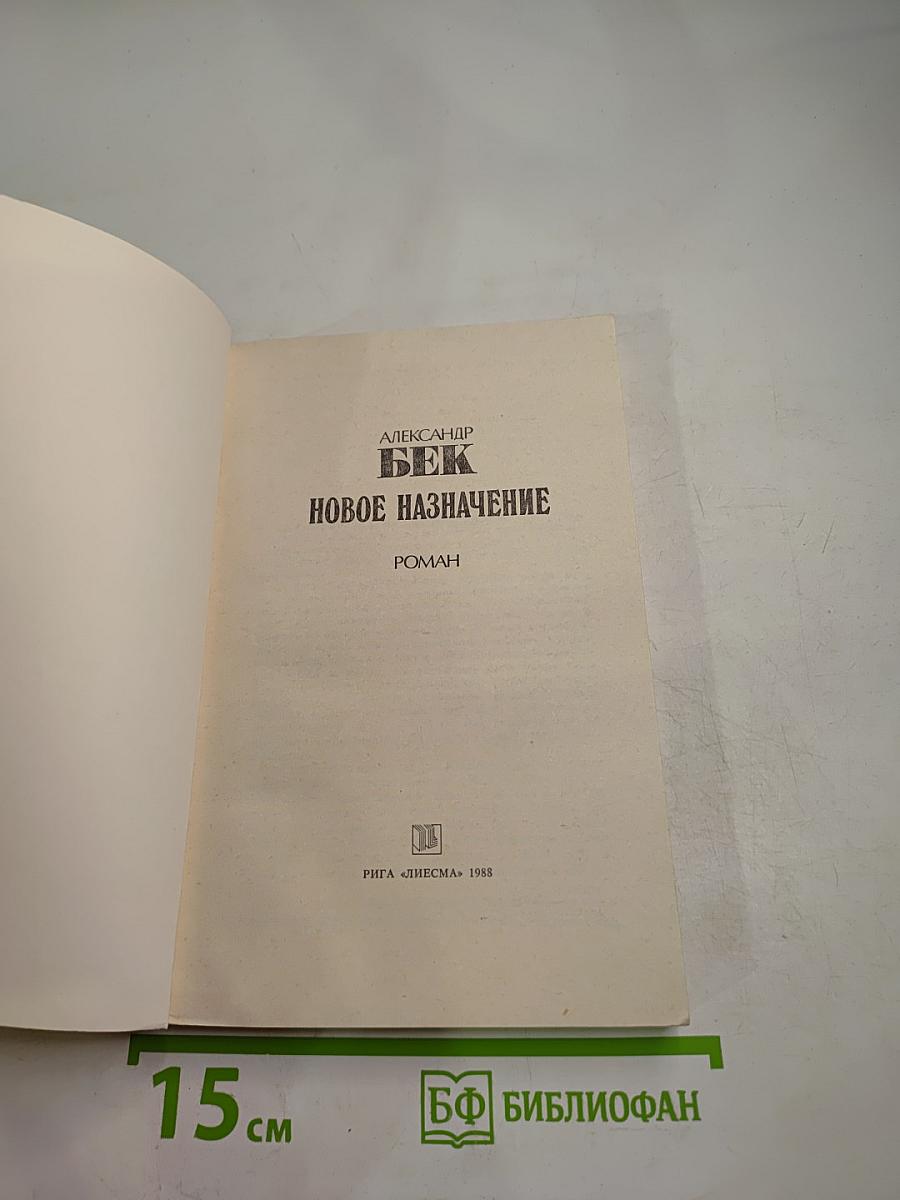 АЛЕКСАНДР
БЕК
НОВОЕ НАЗНАЧЕНИЕ
РОМАН
РИГА «ЛИЕСМА» 1988
15 см
БФ БИБЛИОФАН